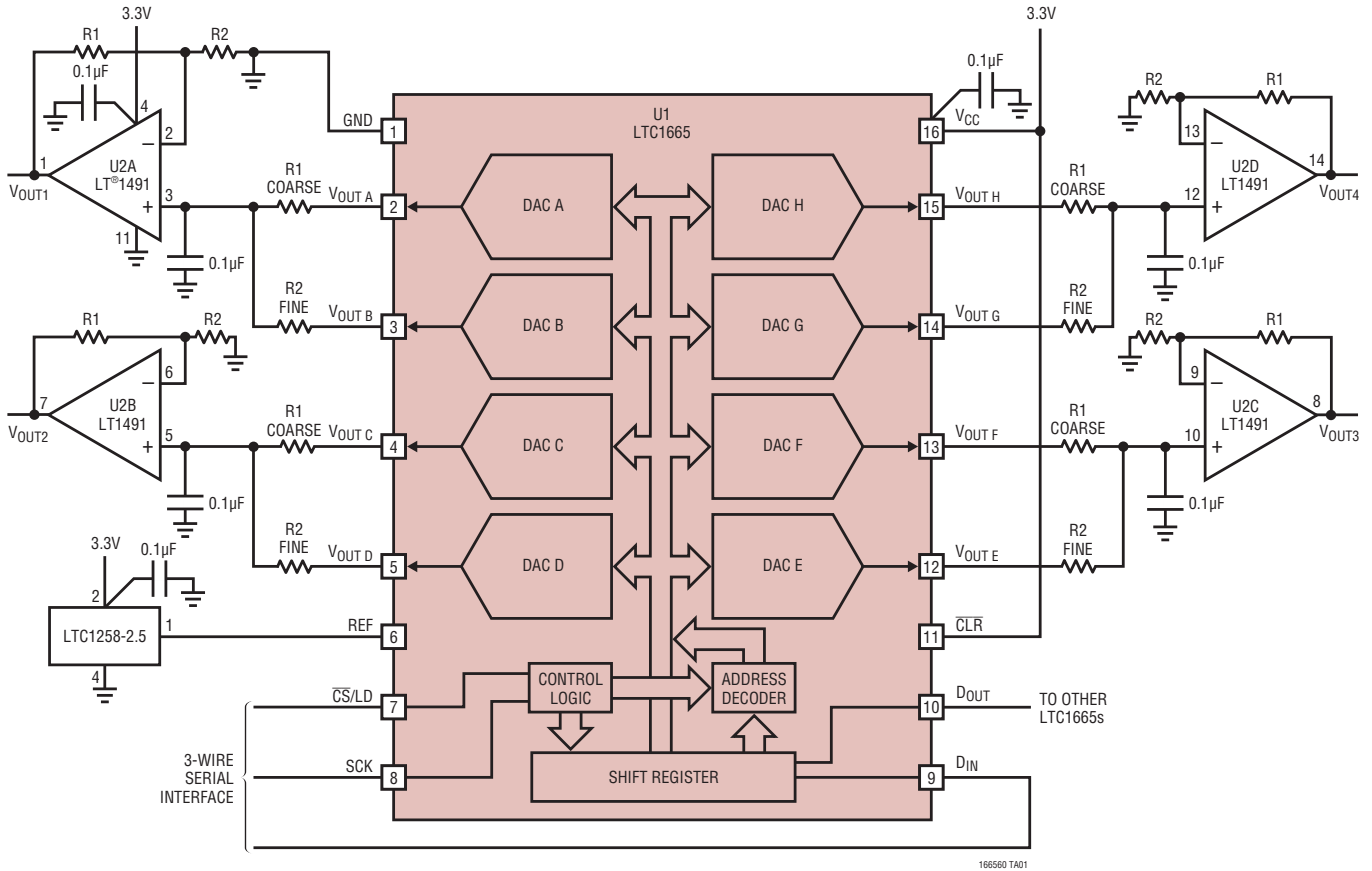 3.3V
R1
R2
0.1µF
4
2
−
U2A
LT®1491
1
VOUT1
3
+
11
0.1µF
R1
COARSE
VOUT A
R2
FINE
VOUT B
R1
R2
6
−
U2B
LT1491
7
VOUT2
5
+
0.1µF
R1
COARSE
VOUT C
R2
FINE
VOUT D
3.3V
0.1µF
2
LTC1258-2.5
1
4
REF
CS/LD
SCK
3-WIRE
SERIAL
INTERFACE
GND
U1
LTC1665
1
2
3
4
5
6
7
8
DAC A
DAC B
DAC C
DAC D
DAC H
DAC G
DAC F
DAC E
CONTROL
LOGIC
ADDRESS
DECODER
SHIFT REGISTER
16
15
14
13
12
11
10
9
3.3V
0.1µF
VCC
VOUT H
R1
COARSE
VOUT G
R2
FINE
VOUT F
R1
COARSE
VOUT E
R2
FINE
CLR
DOUT
TO OTHER
LTC1665s
DIN
R2
R1
13
−
U2D
LT1491
14
VOUT4
12
+
0.1µF
R2
R1
9
−
U2C
LT1491
8
VOUT3
10
+
0.1µF
166560 TA01